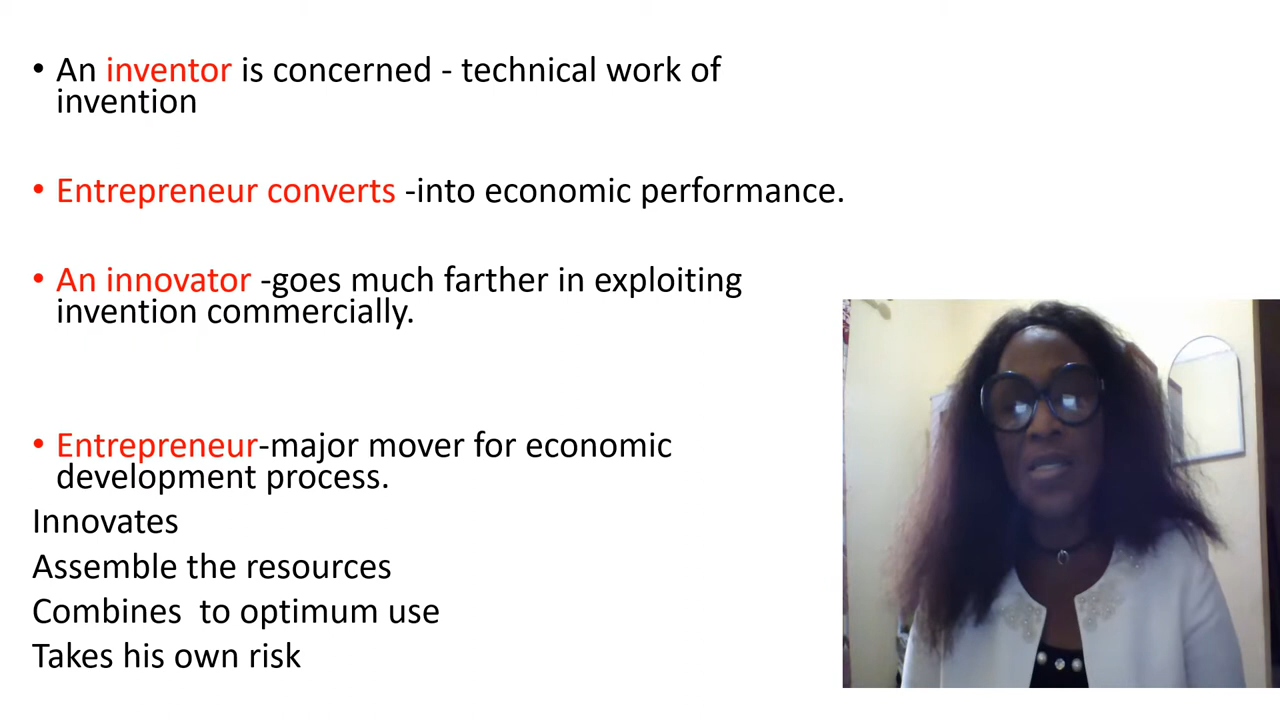 • An inventor is concerned - technical work of
invention
• Entrepreneur converts -into economic performance.
• An innovator -goes much farther in exploiting
invention commercially.
• Entrepreneur-major mover for economic
development process.
Innovates
Assemble the resources
Combines  to optimum use
Takes his own risk